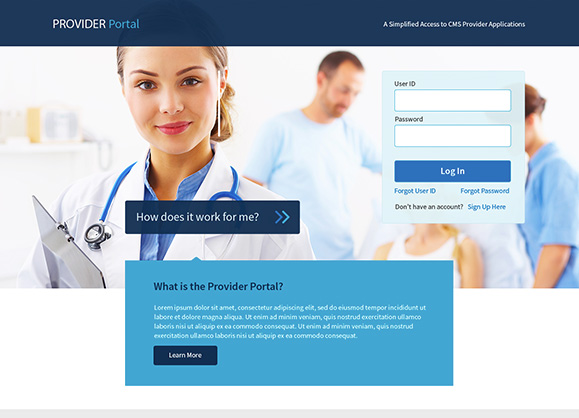 PROVIDER Portal
A Simplified Access to CMS Provider Applications
User ID
Password
Log In
Forgot User ID Forgot Password
Don't have an account? Sign Up Here
How does it work for me?
What is the Provider Portal?
Lorem ipsum dolor sit amet, consectetur adipiscing elit, sed do eiusmod tempor incididunt ut
labore et dolore magna aliqua. Ut enim ad minim veniam, quis nostrud exercitation ullamco
laboris nisi ut aliquip ex ea commodo consequat. Ut enim ad minim veniam, quis nostrud
exercitation ullamco laboris nisi ut aliquip ex ea commodo consequate.
Learn More